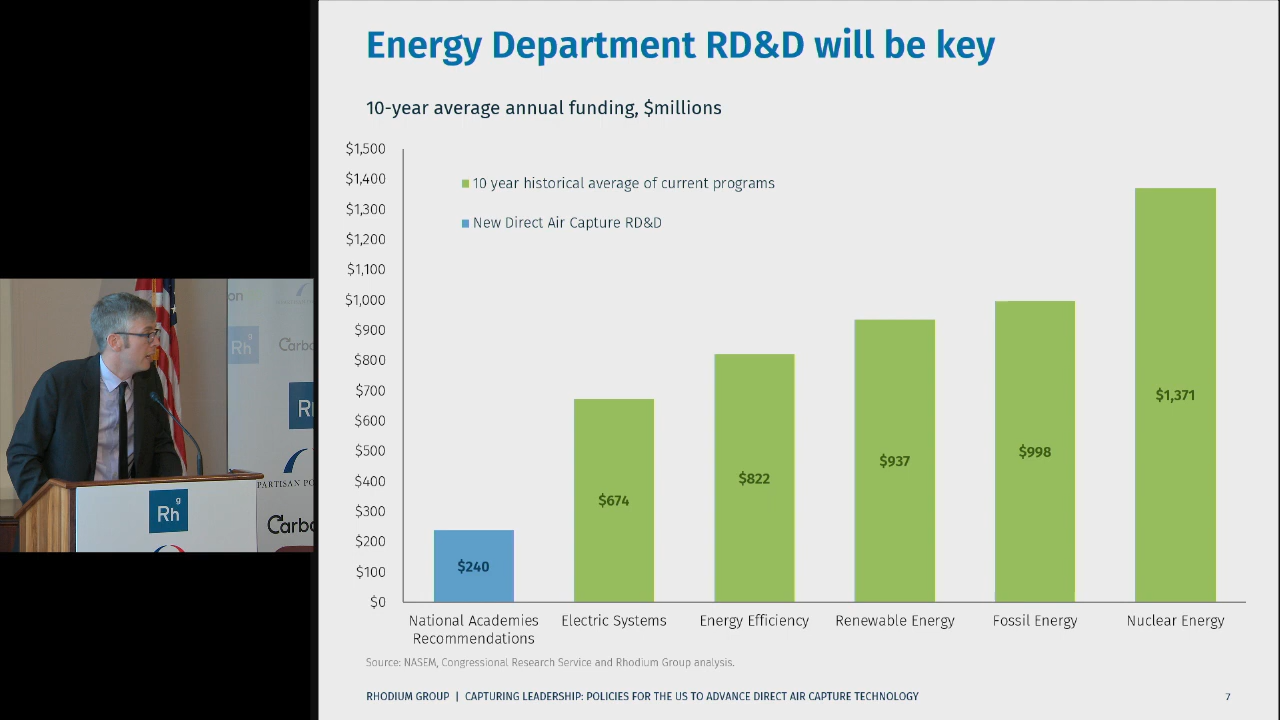 Energy Department RD&D will be key
10-year average annual funding, $millions
$1,500
$1,400
$1,300
$1,200
$1,100
$1,000
$900
$800
$700
$600
$500
$400
$300
$200
$100
$0
10 year historical average of current programs
New Direct Air Capture RD&D
$240
$674
$822
$937
$998
$1,371
National Academies
Recommendations
Electric Systems
Energy Efficiency
Renewable Energy
Fossil Energy
Nuclear Energy
Source: NASEM, Congressional Research Service and Rhodium Group analysis.
RHODIUM GROUP | CAPTURING LEADERSHIP: POLICIES FOR THE US TO ADVANCE DIRECT AIR CAPTURE TECHNOLOGY
7
on
Rh
Carbo
R
PARTISAN PO
Rh g
Carbo